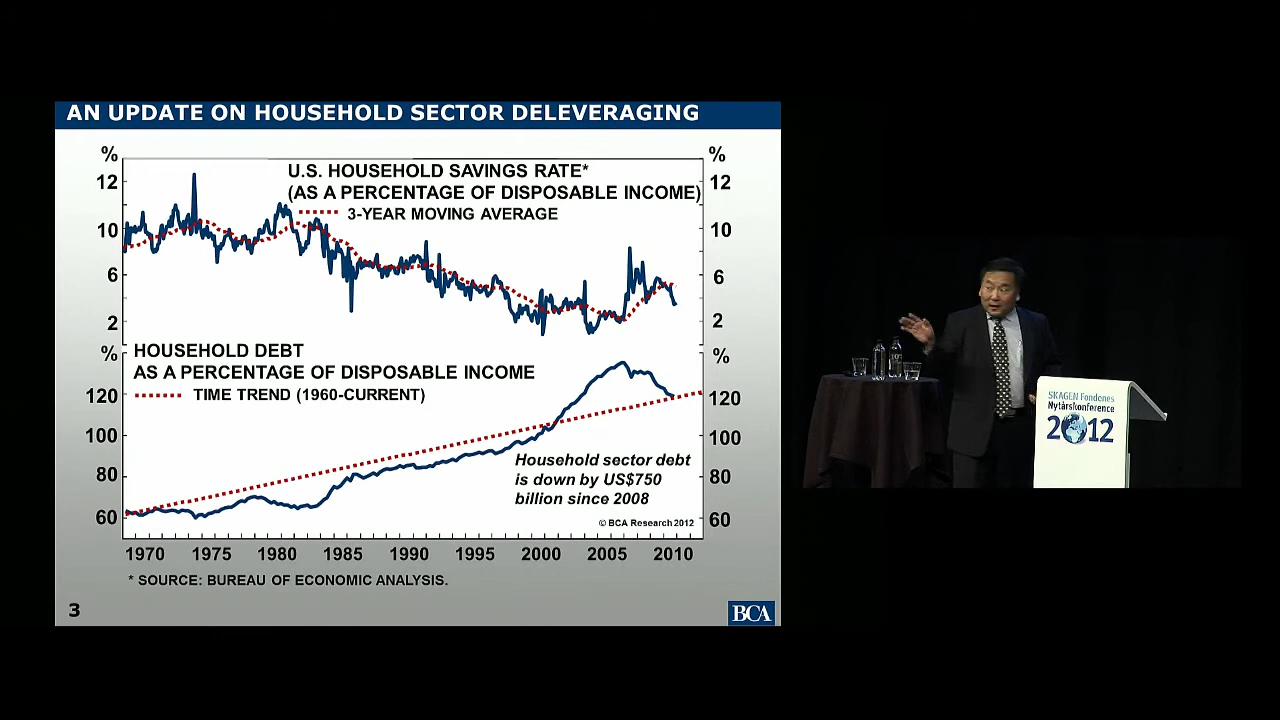 AN UPDATE ON HOUSEHOLD SECTOR DELEVERAGING
% %
U.S. HOUSEHOLD SAVINGS RATE*
(AS A PERCENTAGE OF DISPOSABLE INCOME)
3-YEAR MOVING AVERAGE
12 12
10 10
6 6
2 2
% %
HOUSEHOLD DEBT
AS A PERCENTAGE OF DISPOSABLE INCOME
TIME TREND (1960-CURRENT)
120 120
100 100
80 80
60 60
Household sector debt
is down by US$750
billion since 2008
© BCA Research 2012
1970 1975 1980 1985 1990 1995 2000 2005 2010
* SOURCE: BUREAU OF ECONOMIC ANALYSIS.
3
BCA
SKAGEN Fondenes
Nytårskonference
2012